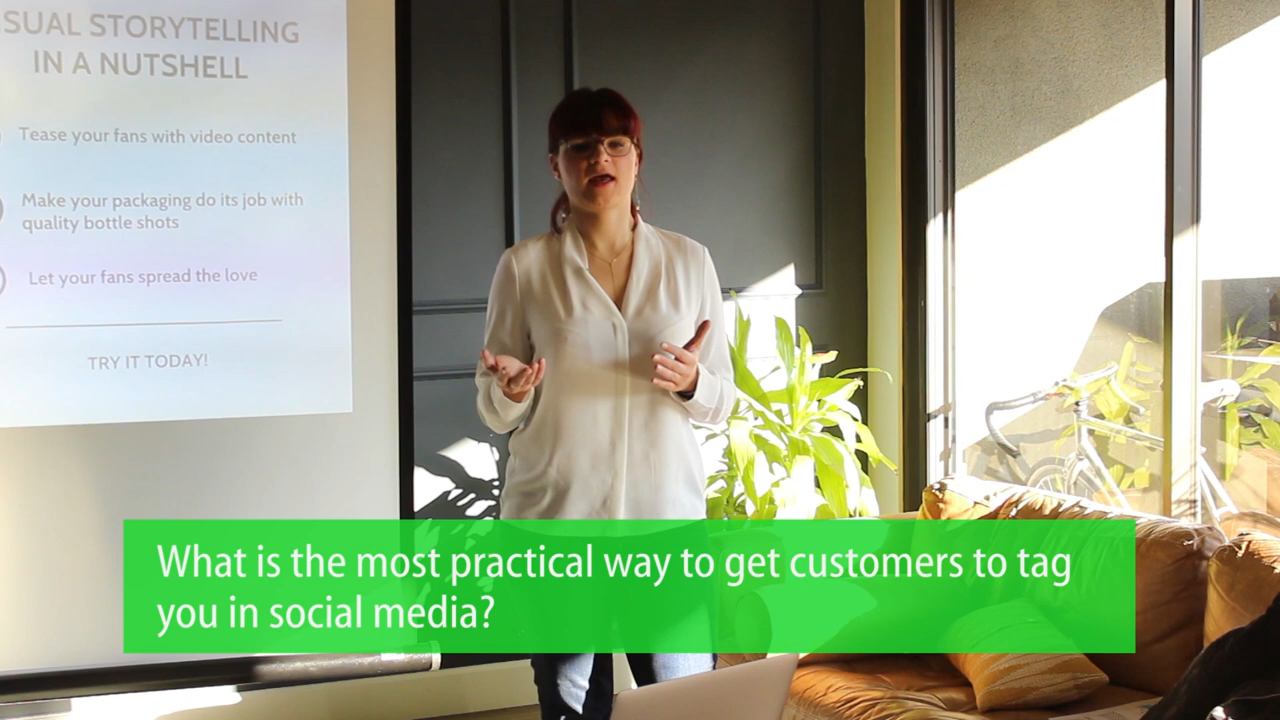 SUAL STORYTELLING
IN A NUTSHELL
Tease your fans with video content
Make your packaging do its job with
quality bottle shots
Let your fans spread the love
TRY IT TODAY!
What is the most practical way to get customers to tag
you in social media?